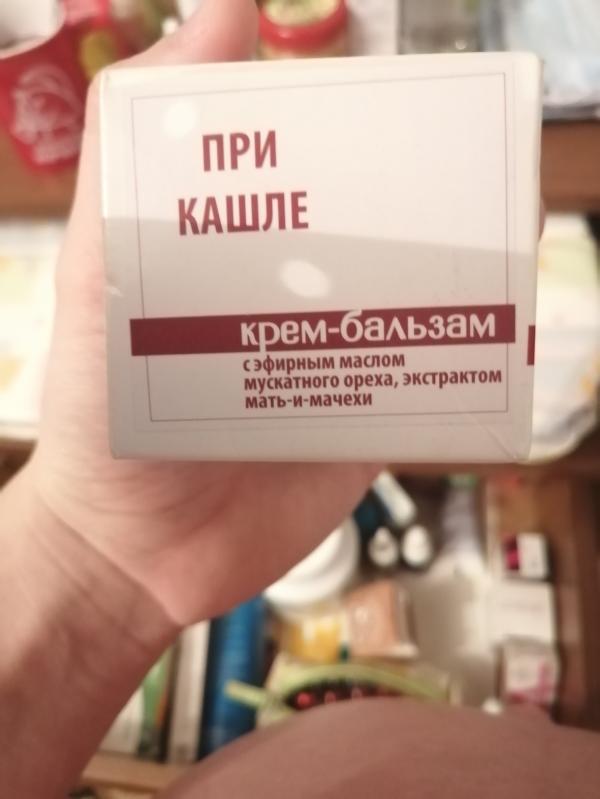 ПРИ
КАШЛЕ
крем-бальзам
с эфирным маслом
мускатного ореха, экстрактом
мать-и-мачехи